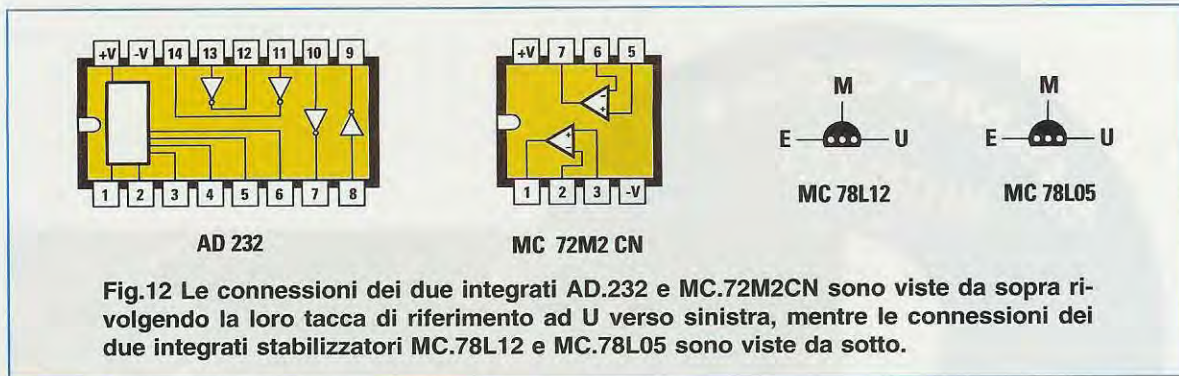 +V -V 14 13 12 11 10 9
1 2 3 4 5 6 7 8
AD 232
+V 7 6 5
- +
+ -
1 2 3 -V
MC 72M2 CN
M
E U
MC 78L12
M
E U
MC 78L05
Fig.12 Le connessioni dei due integrati AD.232 e MC.72M2CN sono viste da sopra ri-
volgendo la loro tacca di riferimento ad U verso sinistra, mentre le connessioni dei
due integrati stabilizzatori MC.78L12 e MC.78L05 sono viste da sotto.